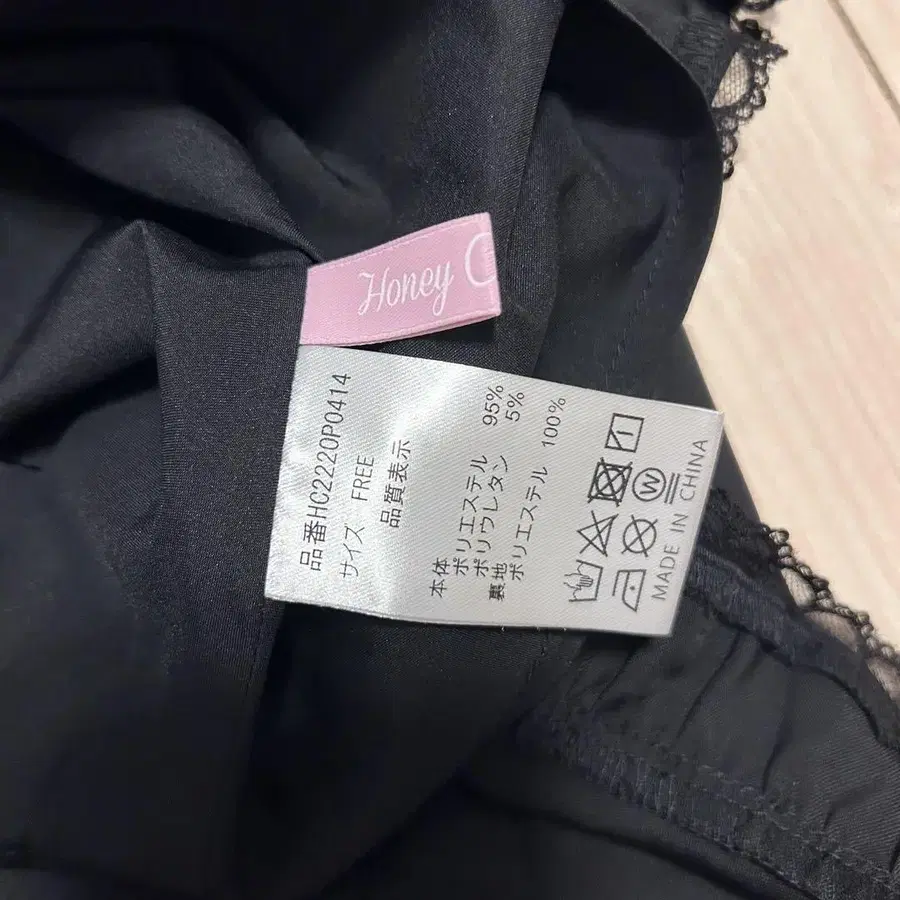 Honey C
品番HC2220P0414
サイズ FREE
品質表示
本体
ポリエステル 95%
ポリウレタン 5%
裏地
ポリエステル 100%
W
MADE IN CHINA